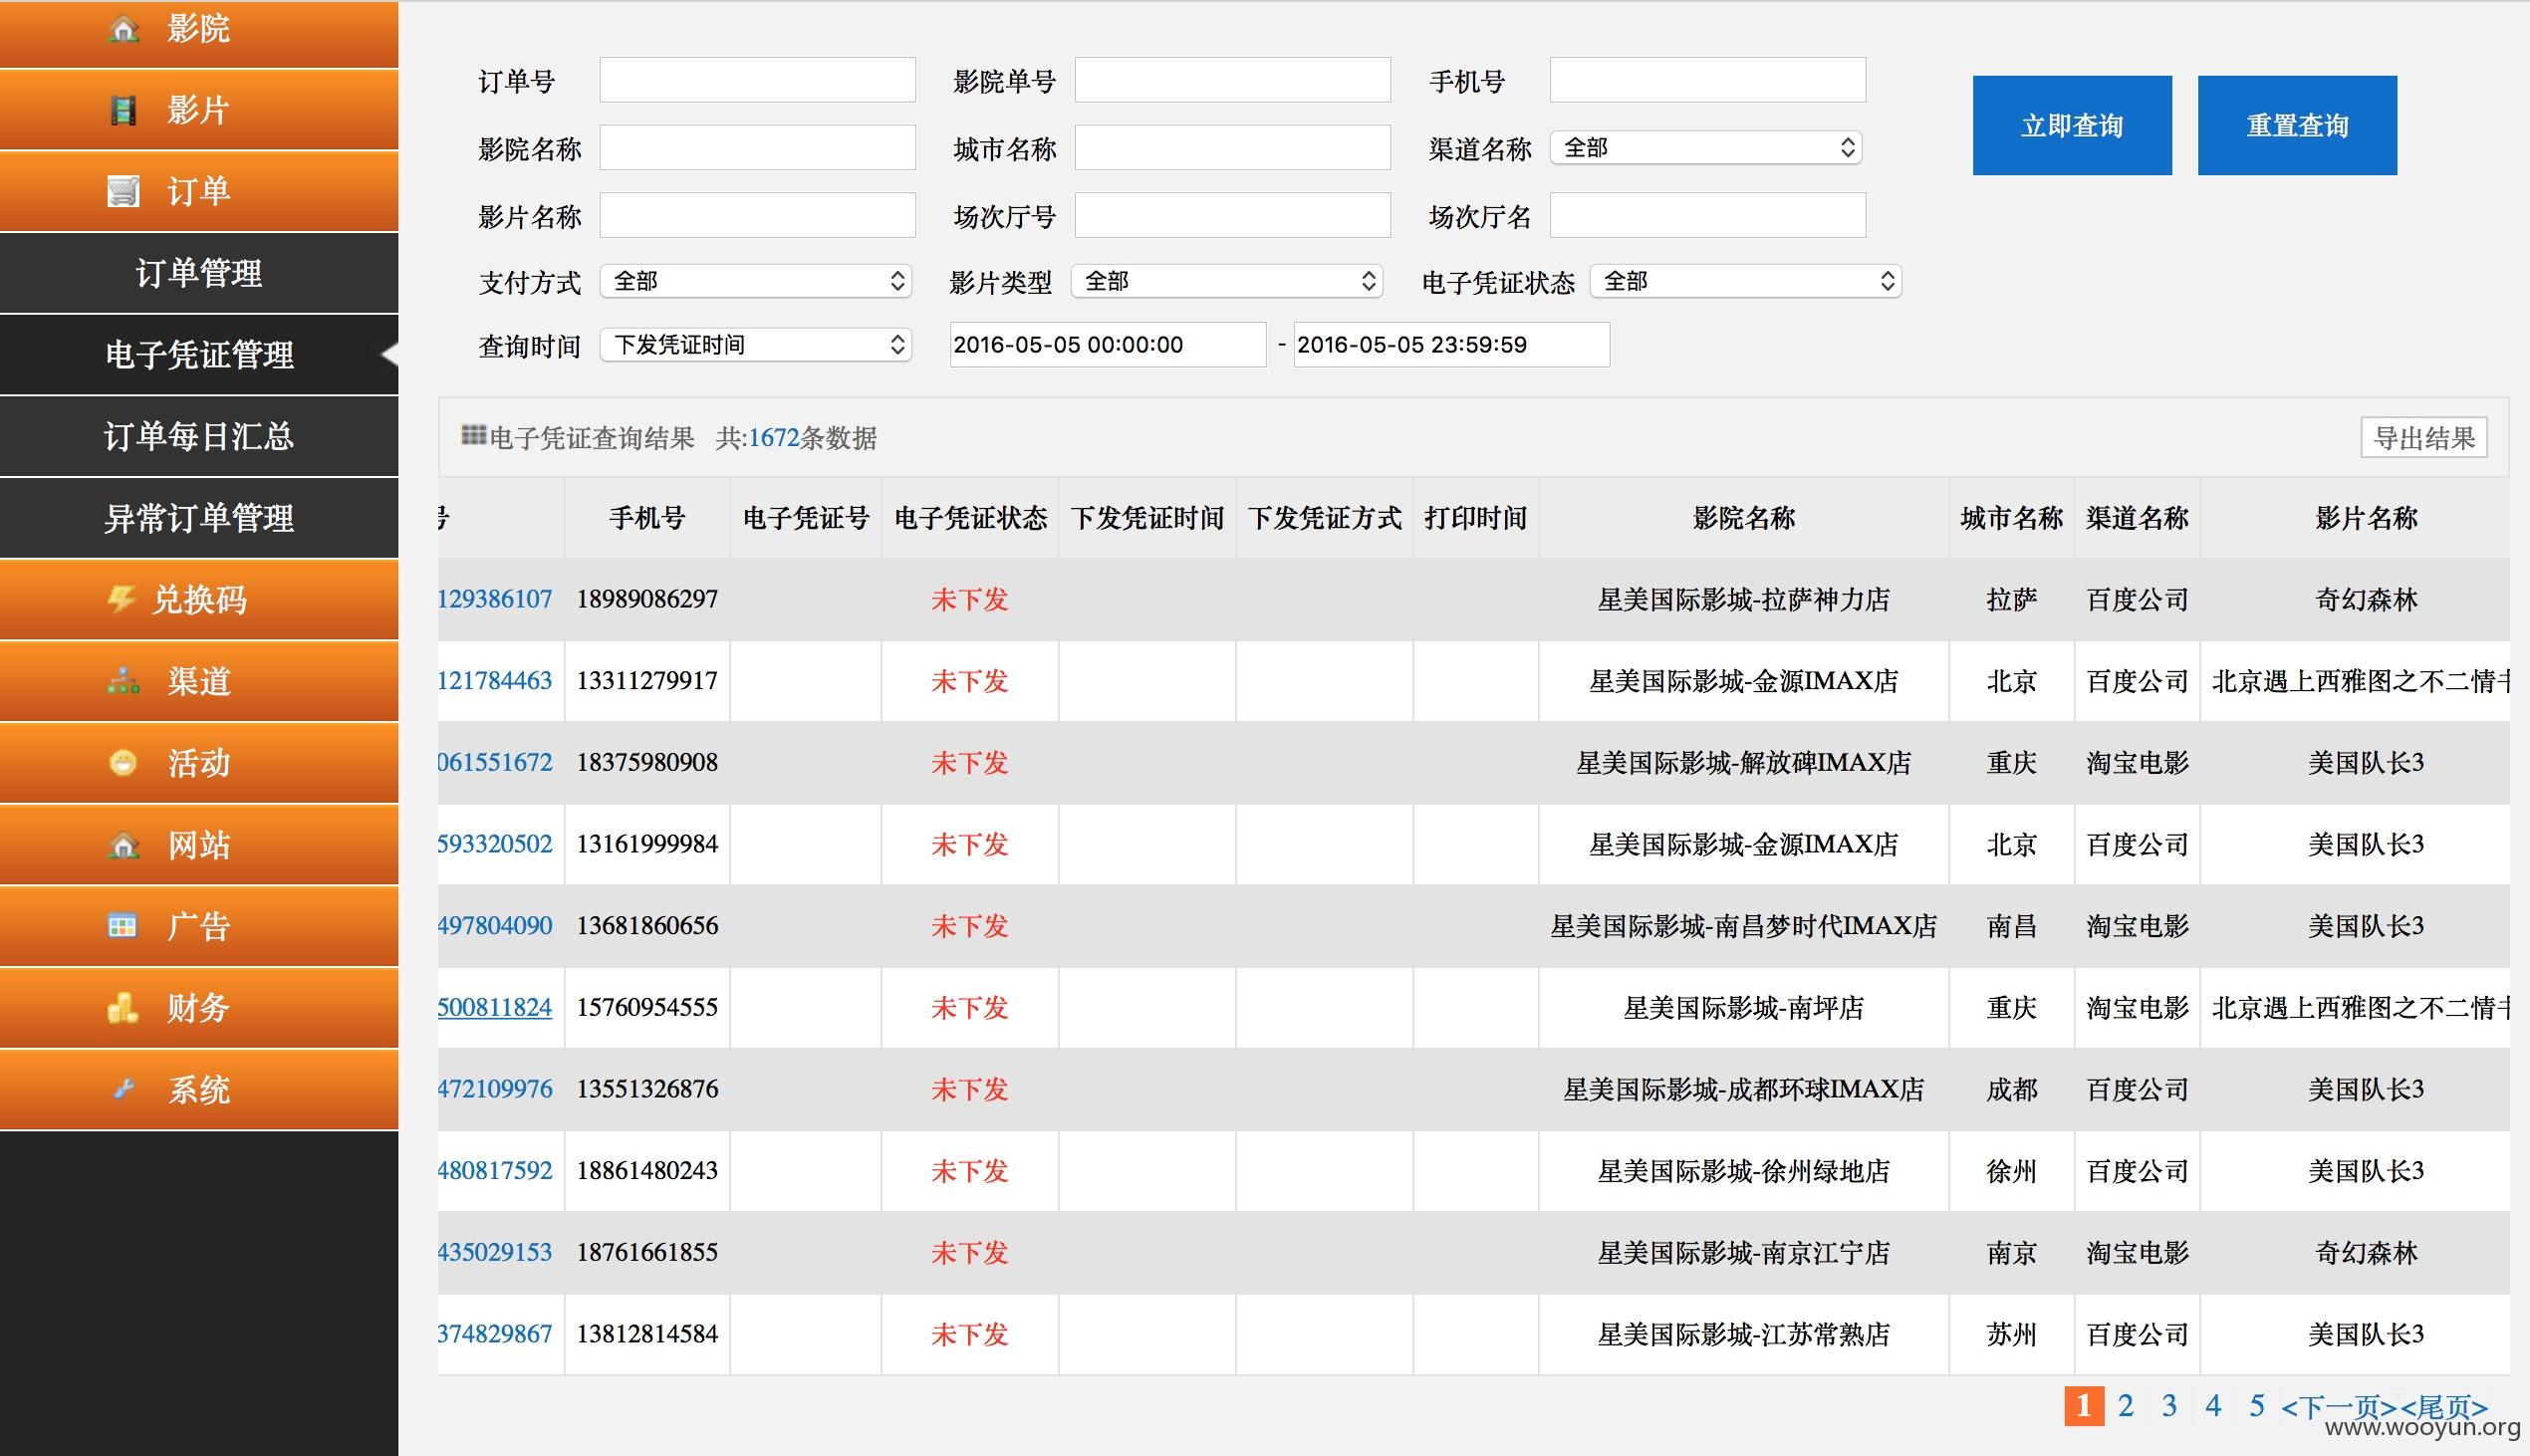 影院
影片
订单
订单管理
电子凭证管理
订单每日汇总
异常订单管理
兑换码
渠道
活动
网站
广告
财务
系统
订单号 影院单号 手机号
立即查询 重置查询
影院名称 城市名称 渠道名称 全部
影片名称 场次厅号 场次厅名
支付方式 全部 影片类型 全部 电子凭证状态 全部
查询时间 下发凭证时间 2016-05-05 00:00:00 - 2016-05-05 23:59:59
电子凭证查询结果 共:1672条数据 导出结果
号 手机号 电子凭证号 电子凭证状态 下发凭证时间 下发凭证方式 打印时间 影院名称 城市名称 渠道名称 影片名称
129386107 18989086297 未下发 星美国际影城-拉萨神力店 拉萨 百度公司 奇幻森林
121784463 13311279917 未下发 星美国际影城-金源IMAX店 北京 百度公司 北京遇上西雅图之不二情书
061551672 18375980908 未下发 星美国际影城-解放碑IMAX店 重庆 淘宝电影 美国队长3
593320502 13161999984 未下发 星美国际影城-金源IMAX店 北京 百度公司 美国队长3
497804090 13681860656 未下发 星美国际影城-南昌梦时代IMAX店 南昌 淘宝电影 美国队长3
500811824 15760954555 未下发 星美国际影城-南坪店 重庆 淘宝电影 北京遇上西雅图之不二情书
472109976 13551326876 未下发 星美国际影城-成都环球IMAX店 成都 百度公司 美国队长3
480817592 18861480243 未下发 星美国际影城-徐州绿地店 徐州 百度公司 美国队长3
435029153 18761661855 未下发 星美国际影城-南京江宁店 南京 淘宝电影 奇幻森林
374829867 13812814584 未下发 星美国际影城-江苏常熟店 苏州 百度公司 美国队长3
1 2 3 4 5 <下一页><尾页>
www.wooyun.org